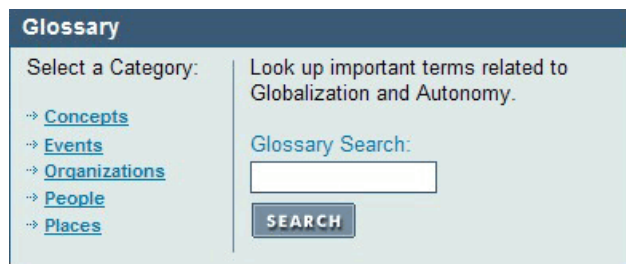 Glossary
Select a Category:
Concepts
Events
Organizations
People
Places
Look up important terms related to
Globalization and Autonomy.
Glossary Search:
SEARCH